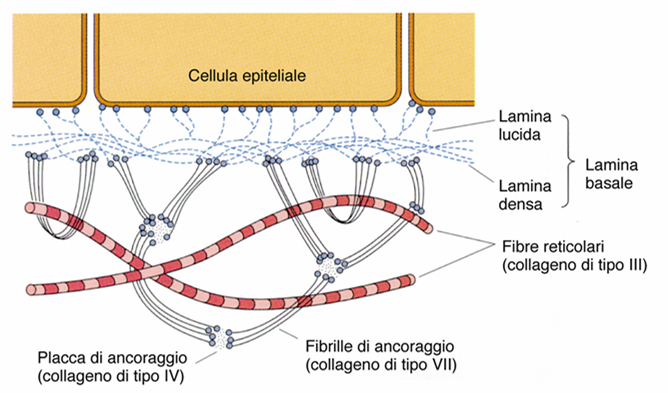 Cellula epiteliale
Lamina
lucida
Lamina
basale
Lamina
densa
Fibre reticolari
(collageno di tipo III)
Fibrille di ancoraggio
(collageno di tipo VII)
Placca di ancoraggio
(collageno di tipo IV)